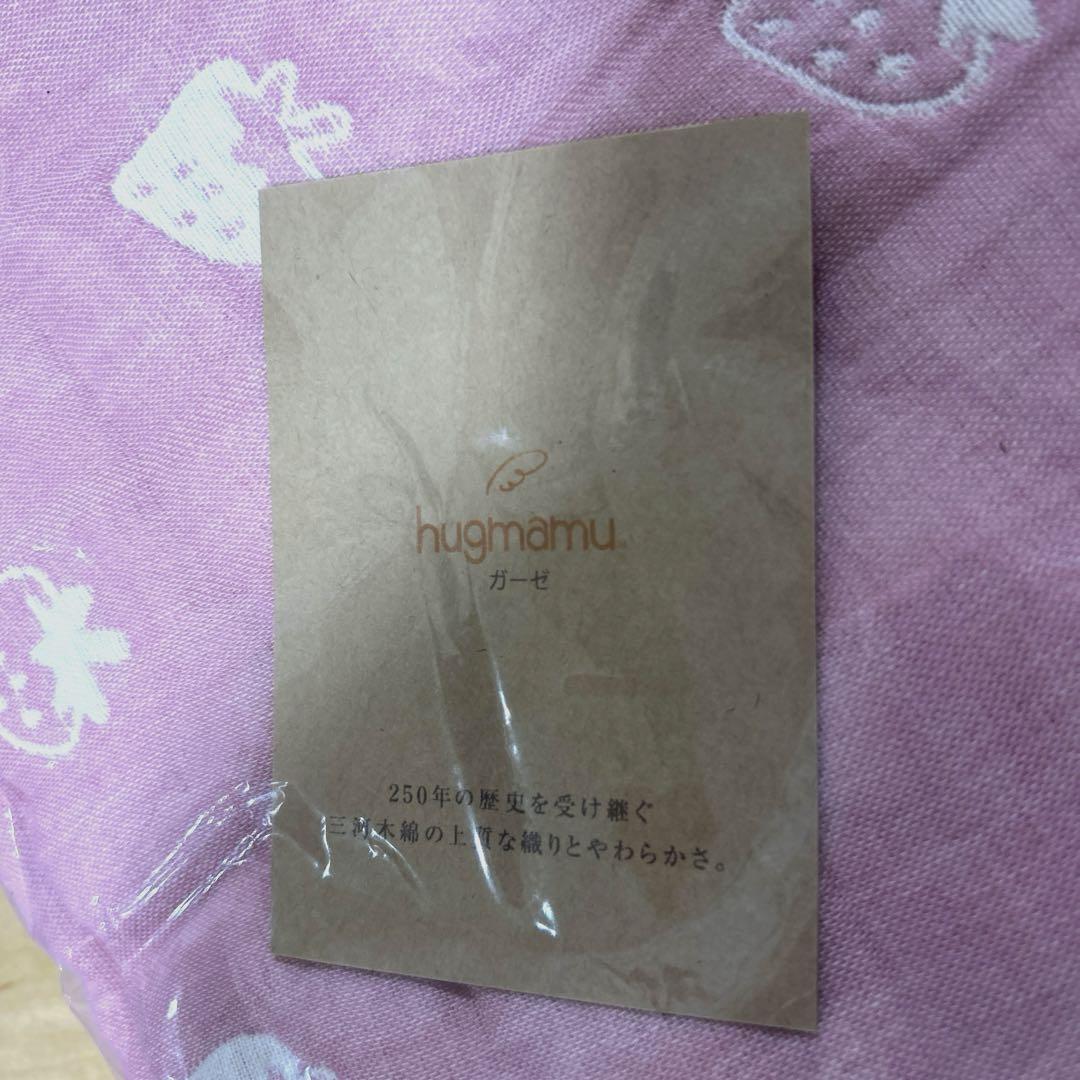 hugmamu
ガーゼ
250年の歴史を受け継ぐ
三河木綿の上質な織りとやわらかさ。